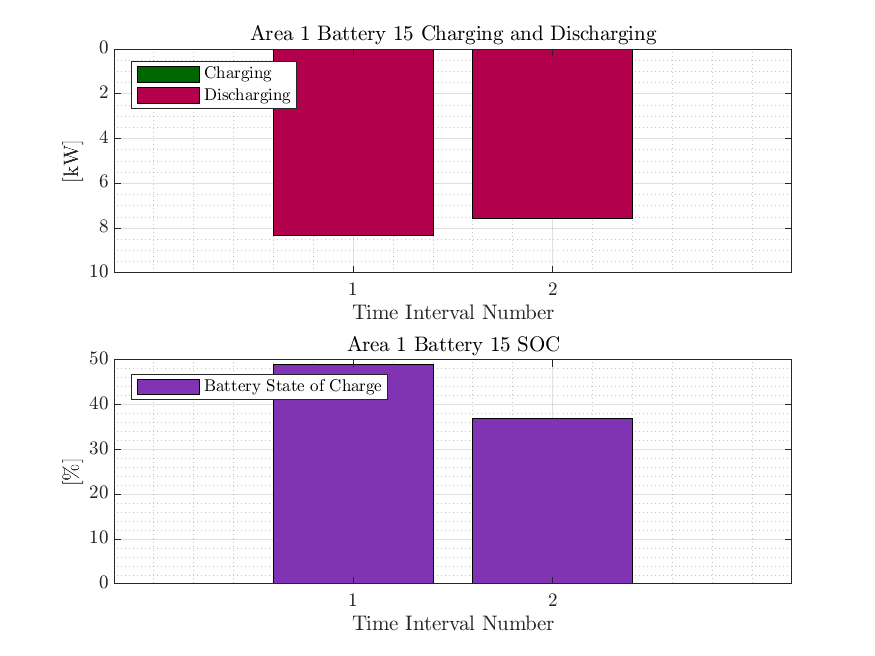 Area 1 Battery 15 Charging and Discharging
0
2
4
6
8
10
[kW]
Charging
Discharging
1 2
Time Interval Number
Area 1 Battery 15 SOC
50
40
30
20
10
0
[%]
Battery State of Charge
1 2
Time Interval Number